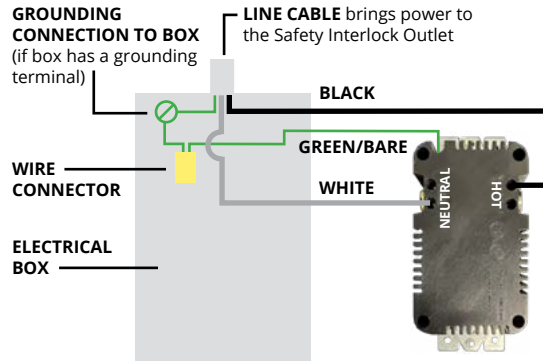 GROUNDING
CONNECTION TO BOX
(if box has a grounding
terminal)
LINE CABLE brings power to
the Safety Interlock Outlet
BLACK
GREEN/BARE
WIRE
CONNECTOR
WHITE
NEUTRAL
HOT
ELECTRICAL
BOX